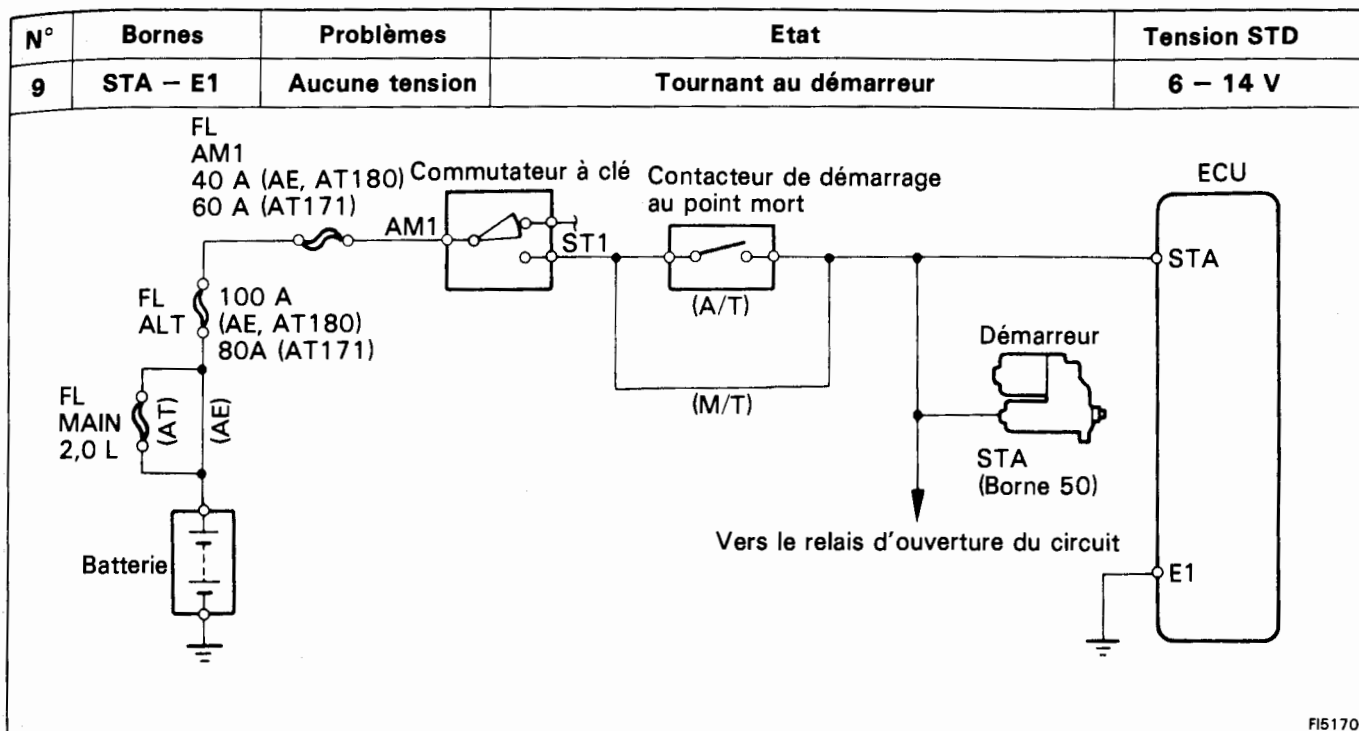 N° Bornes Problèmes Etat Tension STD
9 STA – E1 Aucune tension Tournant au démarreur 6 – 14 V
FL
AM1
40 A (AE, AT180)
60 A (AT171)
AM1
Commutateur à clé
ST1
Contacteur de démarrage
au point mort
(A/T)
(M/T)
ECU
STA
E1
FL
ALT
100 A
(AE, AT180)
80A (AT171)
FL
MAIN
2,0 L
(AT)
(AE)
Batterie
Démarreur
STA
(Borne 50)
Vers le relais d'ouverture du circuit
FI5170